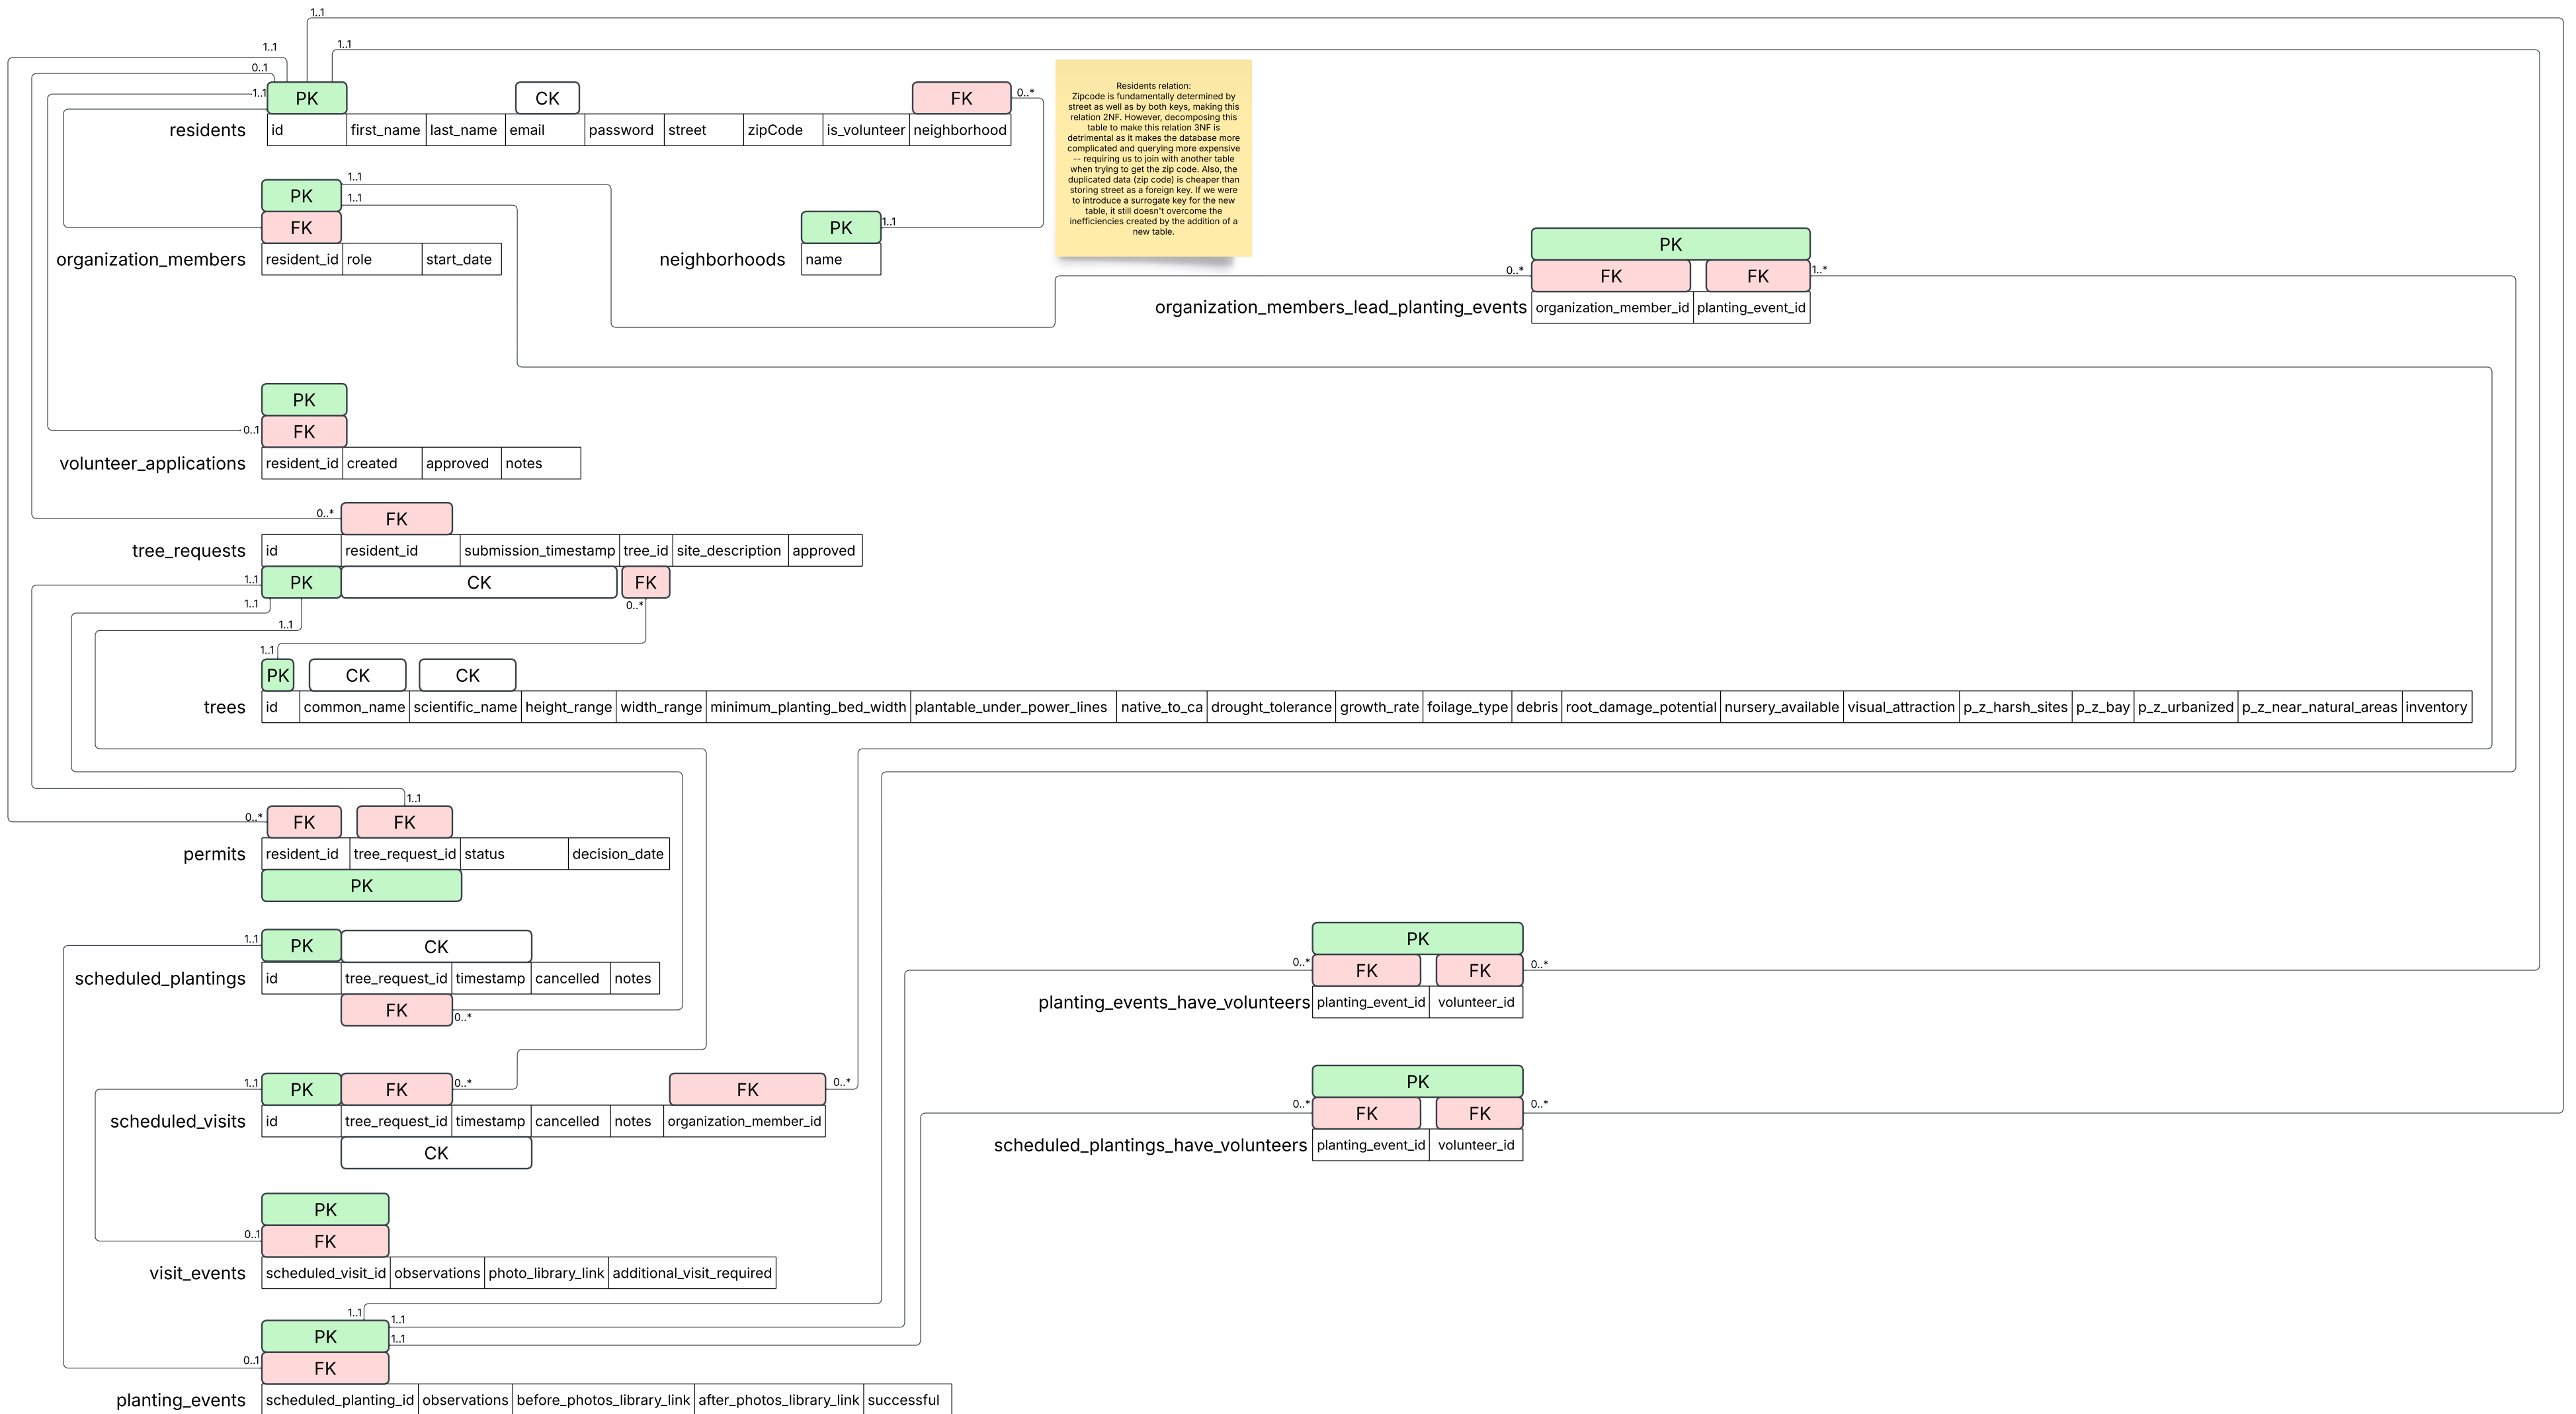 1..1
1..1
1..1
0..1
1..1
PK
CK
FK
0..*
residents
id
first_name
last_name
email
password
street
zipCode
is_volunteer
neighborhood
Residents relation:
Zipcode is fundamentally determined by
street as well as by both keys, making this
relation 2NF. However, decomposing this
table to make this relation 3NF is
detrimental as it makes the database more
complicated and querying more expensive
-- requiring us to join with another table
when trying to get the zip code. Also, the
duplicated data (zip code) is cheaper than
storing street as a foreign key. If we were
to introduce a surrogate key for the new
table, it still doesn't overcome the
inefficiencies created by the addition of a
new table.
PK
1..1
1..1
FK
organization_members
resident_id
role
start_date
PK
1..1
neighborhoods
name
PK
0..*
FK
FK
1..*
organization_members_lead_planting_events
organization_member_id
planting_event_id
PK
0..1
FK
volunteer_applications
resident_id
created
approved
notes
0..*
FK
tree_requests
id
resident_id
submission_timestamp
tree_id
site_description
approved
1..1
PK
CK
FK
1..1
1..1
0..*
1..1
PK
CK
CK
trees
id
common_name
scientific_name
height_range
width_range
minimum_planting_bed_width
plantable_under_power_lines
native_to_ca
drought_tolerance
growth_rate
foilage_type
debris
root_damage_potential
nursery_available
visual_attraction
p_z_harsh_sites
p_z_bay
p_z_urbanized
p_z_near_natural_areas
inventory
1..1
0..*
FK
FK
permits
resident_id
tree_request_id
status
decision_date
PK
1..1
PK
CK
scheduled_plantings
id
tree_request_id
timestamp
cancelled
notes
FK
0..*
PK
0..*
FK
FK
0..*
planting_events_have_volunteers
planting_event_id
volunteer_id
1..1
PK
FK
0..*
FK
0..*
scheduled_visits
id
tree_request_id
timestamp
cancelled
notes
organization_member_id
CK
PK
0..*
FK
FK
0..*
scheduled_plantings_have_volunteers
planting_event_id
volunteer_id
PK
0..1
FK
visit_events
scheduled_visit_id
observations
photo_library_link
additional_visit_required
1..1
1..1
PK
1..1
0..1
FK
planting_events
scheduled_planting_id
observations
before_photos_library_link
after_photos_library_link
successful